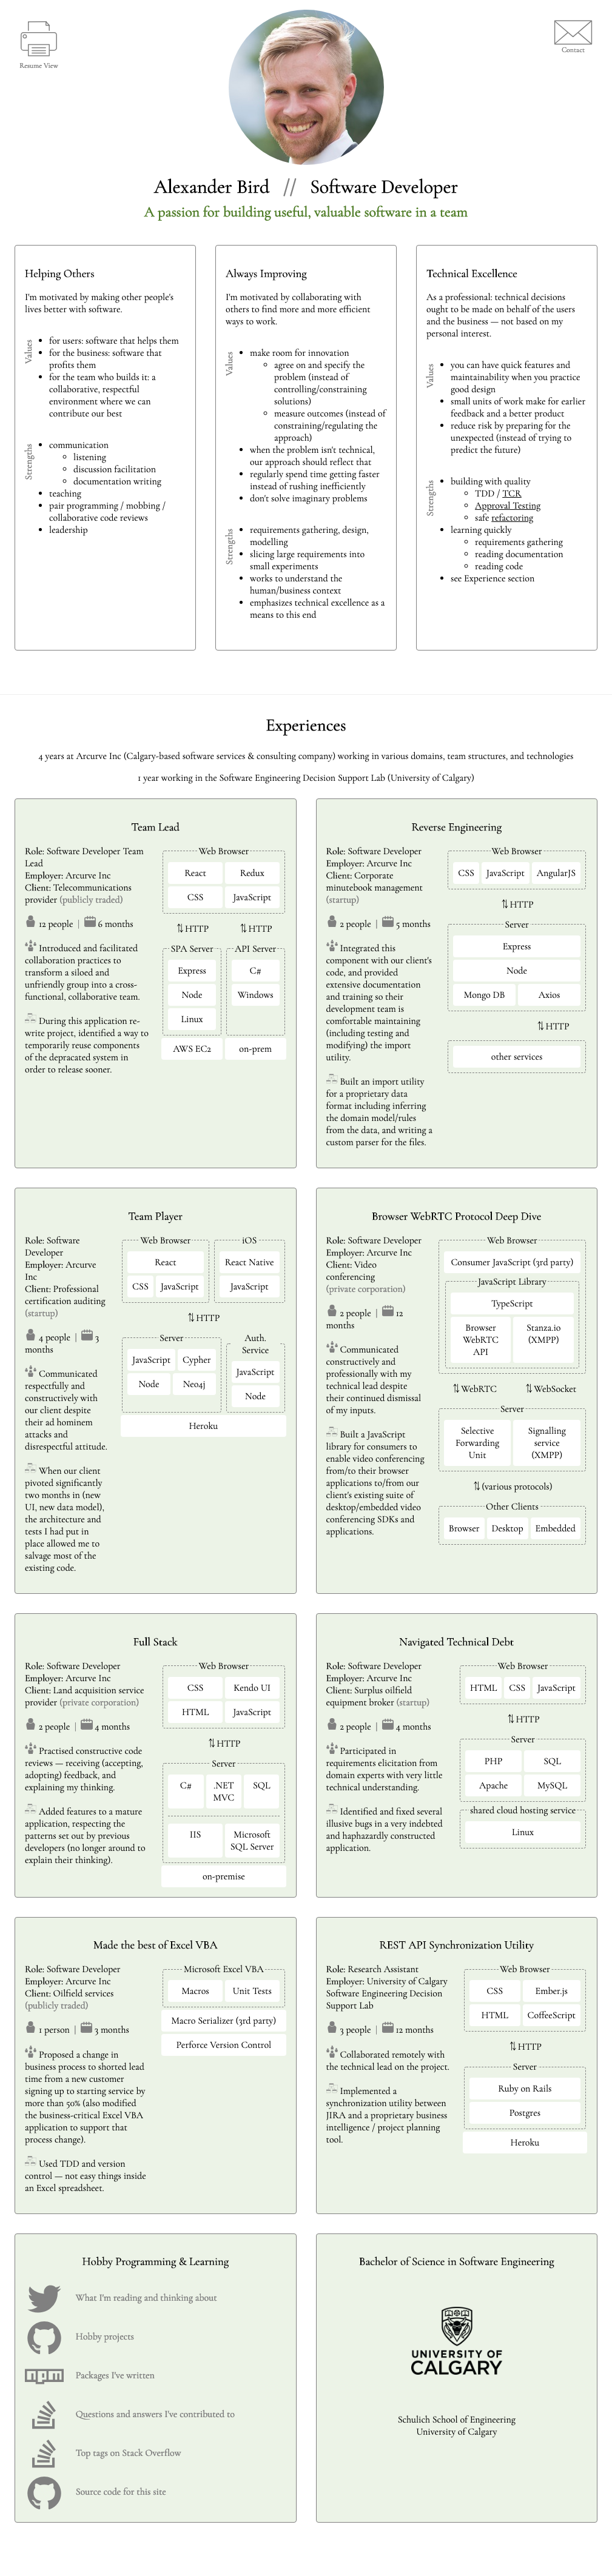 Resume View
Contact
Alexander Bird // Software Developer
A passion for building useful, valuable software in a team
Helping Others
I'm motivated by making other people's
lives better with software.
Values
• for users: software that helps them
• for the business: software that
profits them
• for the team who builds it: a
collaborative, respectful
environment where we can
contribute our best
Strengths
• communication
◦ listening
◦ discussion facilitation
◦ documentation writing
• teaching
• pair programming / mobbing /
collaborative code reviews
• leadership
Always Improving
I'm motivated by collaborating with
others to find more and more efficient
ways to work.
Values
• make room for innovation
◦ agree on and specify the
problem (instead of
controlling/constraining
solutions)
◦ measure outcomes (instead of
constraining/regulating the
approach)
• when the problem isn't technical,
our approach should reflect that
• regularly spend time getting faster
instead of rushing inefficiently
• don't solve imaginary problems
Strengths
• requirements gathering, design,
modelling
• slicing large requirements into
small experiments
• works to understand the
human/business context
• emphasizes technical excellence as a
means to this end
Technical Excellence
As a professional: technical decisions
ought to be made on behalf of the users
and the business — not based on my
personal interest.
Values
• you can have quick features and
maintainability when you practice
good design
• small units of work make for earlier
feedback and a better product
• reduce risk by preparing for the
unexpected (instead of trying to
predict the future)
Strengths
• building with quality
◦ TDD / TCR
◦ Approval Testing
◦ safe refactoring
• learning quickly
◦ requirements gathering
◦ reading documentation
◦ reading code
• see Experience section
Experiences
4 years at Arcurve Inc (Calgary-based software services & consulting company) working in various domains, team structures, and technologies
1 year working in the Software Engineering Decision Support Lab (University of Calgary)
Team Lead
Role: Software Developer Team
Lead
Employer: Arcurve Inc
Client: Telecommunications
provider (publicly traded)
12 people | 6 months
Introduced and facilitated
collaboration practices to
transform a siloed and
unfriendly group into a cross-
functional, collaborative team.
During this application re-
write project, identified a way to
temporarily reuse components
of the depracated system in
order to release sooner.
Web Browser
React Redux
CSS JavaScript
⇅ HTTP ⇅ HTTP
SPA Server API Server
Express C#
Node Windows
Linux
AWS EC2 on-prem
Reverse Engineering
Role: Software Developer
Employer: Arcurve Inc
Client: Corporate
minutebook management
(startup)
2 people | 5 months
Integrated this
component with our client's
code, and provided
extensive documentation
and training so their
development team is
comfortable maintaining
(including testing and
modifying) the import
utility.
Built an import utility
for a proprietary data
format including inferring
the domain model/rules
from the data, and writing a
custom parser for the files.
Web Browser
CSS JavaScript AngularJS
⇅ HTTP
Server
Express
Node
Mongo DB Axios
⇅ HTTP
other services
Team Player
Role: Software
Developer
Employer: Arcurve
Inc
Client: Professional
certification auditing
(startup)
4 people | 3
months
Communicated
respectfully and
constructively with
our client despite
their ad hominem
attacks and
disrespectful attitude.
When our client
pivoted significantly
two months in (new
UI, new data model),
the architecture and
tests I had put in
place allowed me to
salvage most of the
existing code.
Web Browser iOS
React React Native
CSS JavaScript JavaScript
⇅ HTTP
Server Auth.
Service
JavaScript Cypher JavaScript
Node Neo4j Node
Heroku
Browser WebRTC Protocol Deep Dive
Role: Software Developer
Employer: Arcurve Inc
Client: Video
conferencing
(private corporation)
2 people | 12
months
Communicated
constructively and
professionally with my
technical lead despite
their continued dismissal
of my inputs.
Built a JavaScript
library for consumers to
enable video conferencing
from/to their browser
applications to/from our
client's existing suite of
desktop/embedded video
conferencing SDKs and
applications.
Web Browser
Consumer JavaScript (3rd party)
JavaScript Library
TypeScript
Browser
WebRTC
API
Stanza.io
(XMPP)
⇅ WebRTC ⇅ WebSocket
Server
Selective
Forwarding
Unit
Signalling
service
(XMPP)
⇅ (various protocols)
Other Clients
Browser Desktop Embedded
Full Stack
Role: Software Developer
Employer: Arcurve Inc
Client: Land acquisition service
provider (private corporation)
2 people | 4 months
Practised constructive code
reviews — receiving (accepting,
adopting) feedback, and
explaining my thinking.
Added features to a mature
application, respecting the
patterns set out by previous
developers (no longer around to
explain their thinking).
Web Browser
CSS Kendo UI
HTML JavaScript
⇅ HTTP
Server
C# .NET
MVC SQL
IIS Microsoft
SQL Server
on-premise
Navigated Technical Debt
Role: Software Developer
Employer: Arcurve Inc
Client: Surplus oilfield
equipment broker (startup)
2 people | 4 months
Participated in
requirements elicitation from
domain experts with very little
technical understanding.
Identified and fixed several
illusive bugs in a very indebted
and haphazardly constructed
application.
Web Browser
HTML CSS JavaScript
⇅ HTTP
Server
PHP SQL
Apache MySQL
shared cloud hosting service
Linux
Made the best of Excel VBA
Role: Software Developer
Employer: Arcurve Inc
Client: Oilfield services
(publicly traded)
1 person | 3 months
Proposed a change in
business process to shorted lead
time from a new customer
signing up to starting service by
more than 50% (also modified
the business-critical Excel VBA
application to support that
process change).
Used TDD and version
control — not easy things inside
an Excel spreadsheet.
Microsoft Excel VBA
Macros Unit Tests
Macro Serializer (3rd party)
Perforce Version Control
REST API Synchronization Utility
Role: Research Assistant
Employer: University of Calgary
Software Engineering Decision
Support Lab
3 people | 12 months
Collaborated remotely with
the technical lead on the project.
Implemented a
synchronization utility between
JIRA and a proprietary business
intelligence / project planning
tool.
Web Browser
CSS Ember.js
HTML CoffeeScript
⇅ HTTP
Server
Ruby on Rails
Postgres
Heroku
Hobby Programming & Learning
What I'm reading and thinking about
Hobby projects
npm
Packages I've written
Questions and answers I've contributed to
Top tags on Stack Overflow
Source code for this site
Bachelor of Science in Software Engineering
UNIVERSITY OF
CALGARY
Schulich School of Engineering
University of Calgary